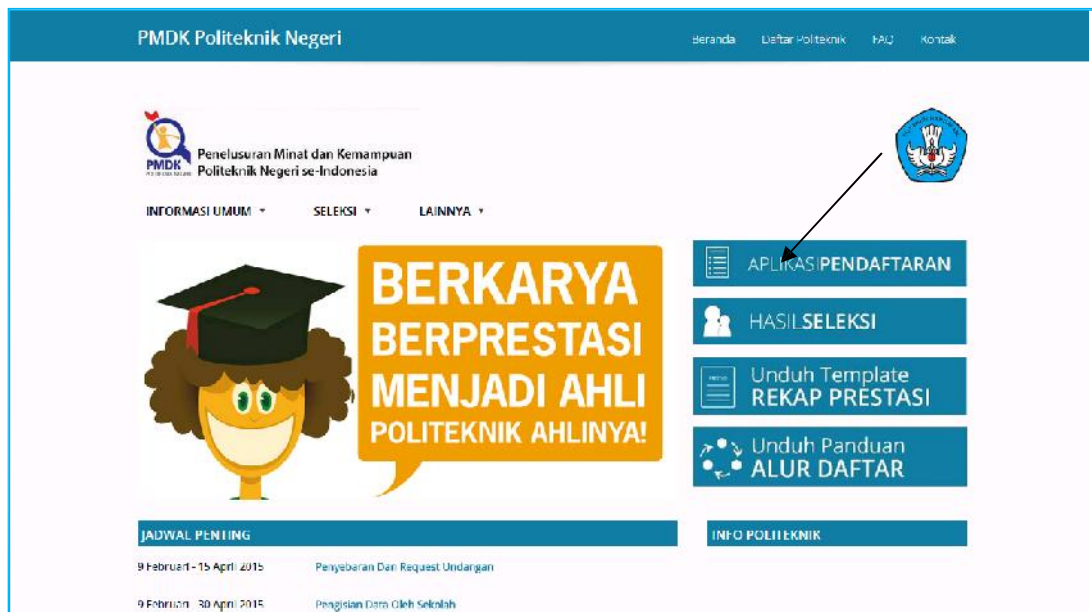 PMDK Politeknik Negeri
Beranda Daftar Politeknik FAQ Kontak
PMDK
Penelusuran Minat dan Kemampuan
Politeknik Negeri se-Indonesia
INFORMASI UMUM SELEKSI LAINNYA
BERKARYA
BERPRESTASI
MENJADI AHLI
POLITEKNIK AHLINYA!
APLIKASIPENDAFTARAN
HASILSELEKSI
Unduh Template
REKAP PRESTASI
Unduh Panduan
ALUR DAFTAR
JADWAL PENTING
9 Februari - 15 April 2015 Penyebaran Dan Request Undangan
9 Februari - 30 April 2015 Pengisian Data Oleh Sekolah
INFO POLITEKNIK